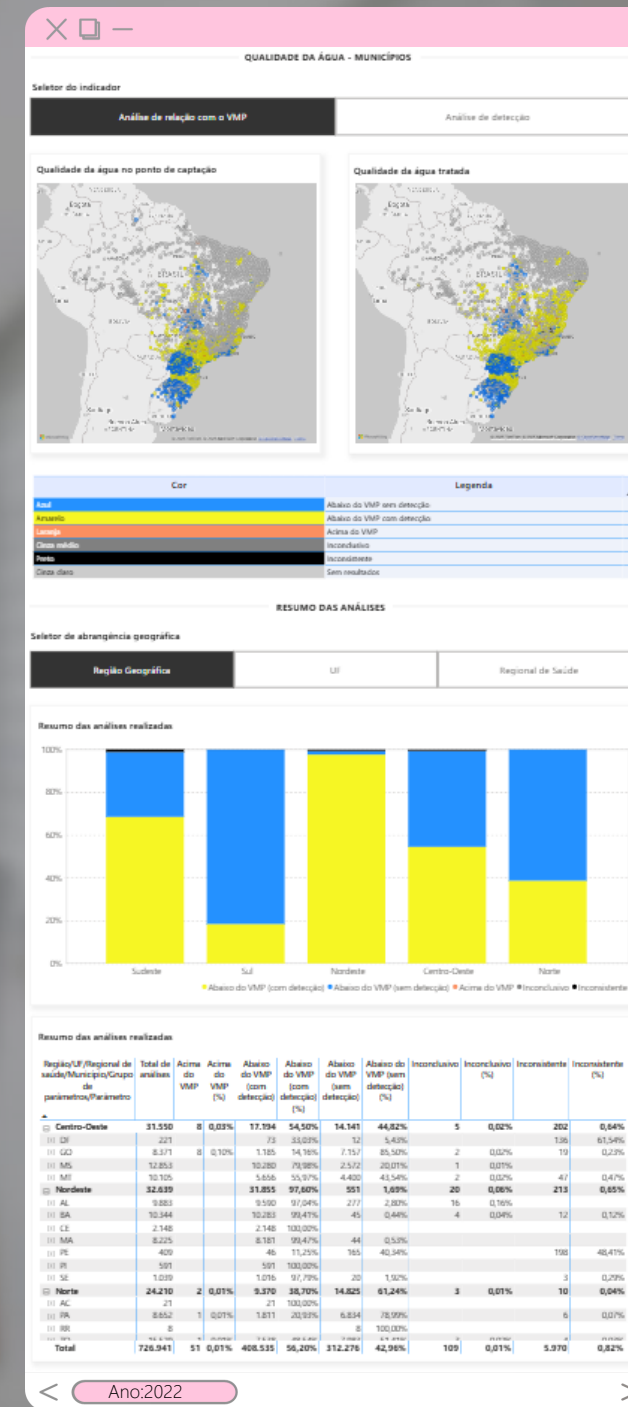 QUALIDADE DA ÁGUA - MUNICÍPIOS
Seletor do indicador
Análise de relação com o VMP
Análise de detecção
Qualidade da água no ponto de captação
Qualidade da água tratada
BRASIL
BRASIL
Cor Legenda
Azul Abaixo do VMP sem detecção
Amarelo Abaixo do VMP com detecção
Laranja Acima do VMP
Cinza médio Inconclusivo
Preto Inconsistente
Cinza claro Sem resultados
RESUMO DAS ANÁLISES
Seletor de abrangência geográfica
Região Geográfica UF Regional de Saúde
Resumo das análises realizadas
100%
80%
60%
40%
20%
0%
Sudeste Sul Nordeste Centro-Oeste Norte
Abaixo do VMP (com detecção) Abaixo do VMP (sem detecção) Acima do VMP Inconclusivo Inconsistente
Resumo das análises realizadas
Região/UF/Regional de saúde/Município/Grupo de parâmetros/Parâmetro Total de análises Acima do VMP Acima do VMP (%) Abaixo do VMP (com detecção) Abaixo do VMP (com detecção) (%) Abaixo do VMP (sem detecção) Abaixo do VMP (sem detecção) (%) Inconclusivo Inconclusivo (%) Inconsistente Inconsistente (%)
Centro-Oeste 31.550 8 0,03% 17.194 54,50% 14.141 44,82% 5 0,02% 202 0,64%
DF 221 73 33,03% 12 5,43% 136 61,54%
GO 8.371 8 0,10% 1.185 14,16% 7.157 85,50% 2 0,02% 19 0,23%
MS 12.853 10.280 79,98% 2.572 20,01% 1 0,01%
MT 10.105 5.656 55,97% 4.400 43,54% 2 0,02% 47 0,47%
Nordeste 32.639 31.855 97,60% 551 1,69% 20 0,06% 213 0,65%
AL 9.883 9.590 97,04% 277 2,80% 16 0,16%
BA 10.344 10.283 99,41% 45 0,44% 4 0,04% 12 0,12%
CE 2.148 2.148 100,00%
MA 8.225 8.181 99,47% 44 0,53%
PE 409 46 11,25% 165 40,34% 198 48,41%
PI 591 591 100,00%
SE 1.039 1.016 97,79% 20 1,92% 3 0,29%
Norte 24.210 2 0,01% 9.370 38,70% 14.825 61,24% 3 0,01% 10 0,04%
AC 21 21 100,00%
PA 8.652 1 0,01% 1.811 20,93% 6.834 78,99% 6 0,07%
RR 8 8 100,00%
Total 726.941 51 0,01% 408.535 56,20% 312.276 42,96% 109 0,01% 5.970 0,82%
Ano:2022